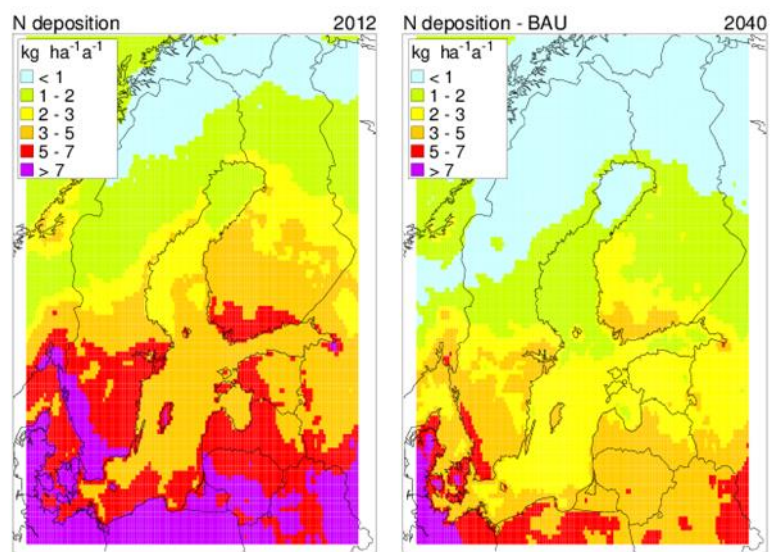 N deposition 2012
kg ha⁻¹a⁻¹
< 1
1 - 2
2 - 3
3 - 5
5 - 7
> 7
N deposition - BAU 2040
kg ha⁻¹a⁻¹
< 1
1 - 2
2 - 3
3 - 5
5 - 7
> 7